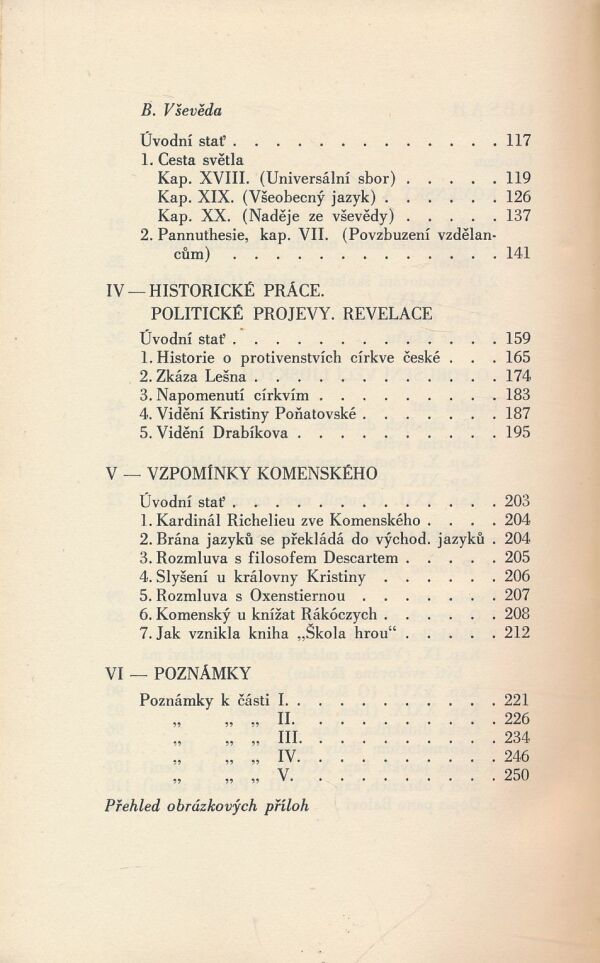 B. Vševěda
Úvodní stať . . . . . . . . . . . . . 117
1. Cesta světla
Kap. XVIII. (Universální sbor) . . . . . 119
Kap. XIX. (Všeobecný jazyk) . . . . . . 126
Kap. XX. (Naděje ze vševědy) . . . . . 137
2. Pannuthesie, kap. VII. (Povzbuzení vzdělan-
cům) . . . . . . . . . . . . . 141
IV — HISTORICKÉ PRÁCE.
POLITICKÉ PROJEVY. REVELACE
Úvodní stať . . . . . . . . . . . . . 159
1. Historie o protivenstvích církve české . . . 165
2. Zkáza Lešna . . . . . . . . . . . . 174
3. Napomenutí církvím . . . . . . . . . 183
4. Vidění Kristiny Poňatovské . . . . . . . 187
5. Vidění Drabíkova . . . . . . . . . . 195
V — VZPOMÍNKY KOMENSKÉHO
Úvodní stať . . . . . . . . . . . . . 203
1. Kardinál Richelieu zve Komenského . . . . 204
2. Brána jazyků se překládá do východ. jazyků . 204
3. Rozmluva s filosofem Descartem . . . . . 205
4. Slyšení u královny Kristiny . . . . . . 206
5. Rozmluva s Oxenstiernou . . . . . . . 207
6. Komenský u knížat Rákóczych . . . . . . 208
7. Jak vznikla kniha „Škola hrou“ . . . . . 212
VI — POZNÁMKY
Poznámky k části I. . . . . . . . . . . 221
„ „ „ II. . . . . . . . . . . 226
„ „ „ III. . . . . . . . . . . 234
„ „ „ IV. . . . . . . . . . . 246
„ „ „ V. . . . . . . . . . . 250
Přehled obrázkových příloh